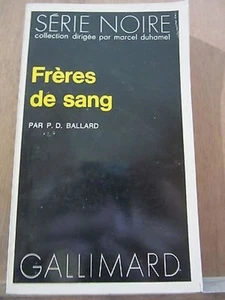 SÉRIE NOIRE
collection dirigée par marcel duhamel
Frères
de sang
PAR P. D. BALLARD
GALLIMARD